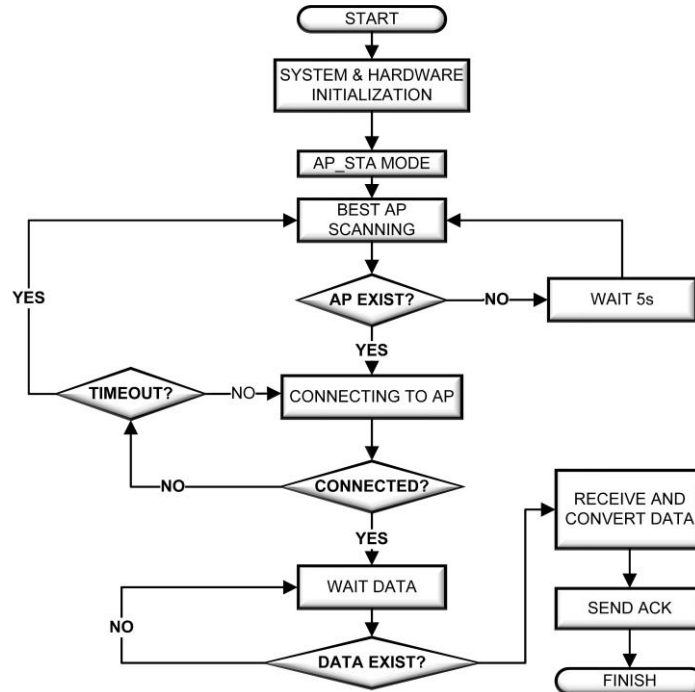 START
SYSTEM & HARDWARE
INITIALIZATION
AP_STA MODE
BEST AP
SCANNING
YES
AP EXIST?
NO
WAIT 5s
YES
TIMEOUT?
NO
CONNECTING TO AP
NO
CONNECTED?
YES
RECEIVE AND
CONVERT DATA
WAIT DATA
NO
SEND ACK
DATA EXIST?
FINISH